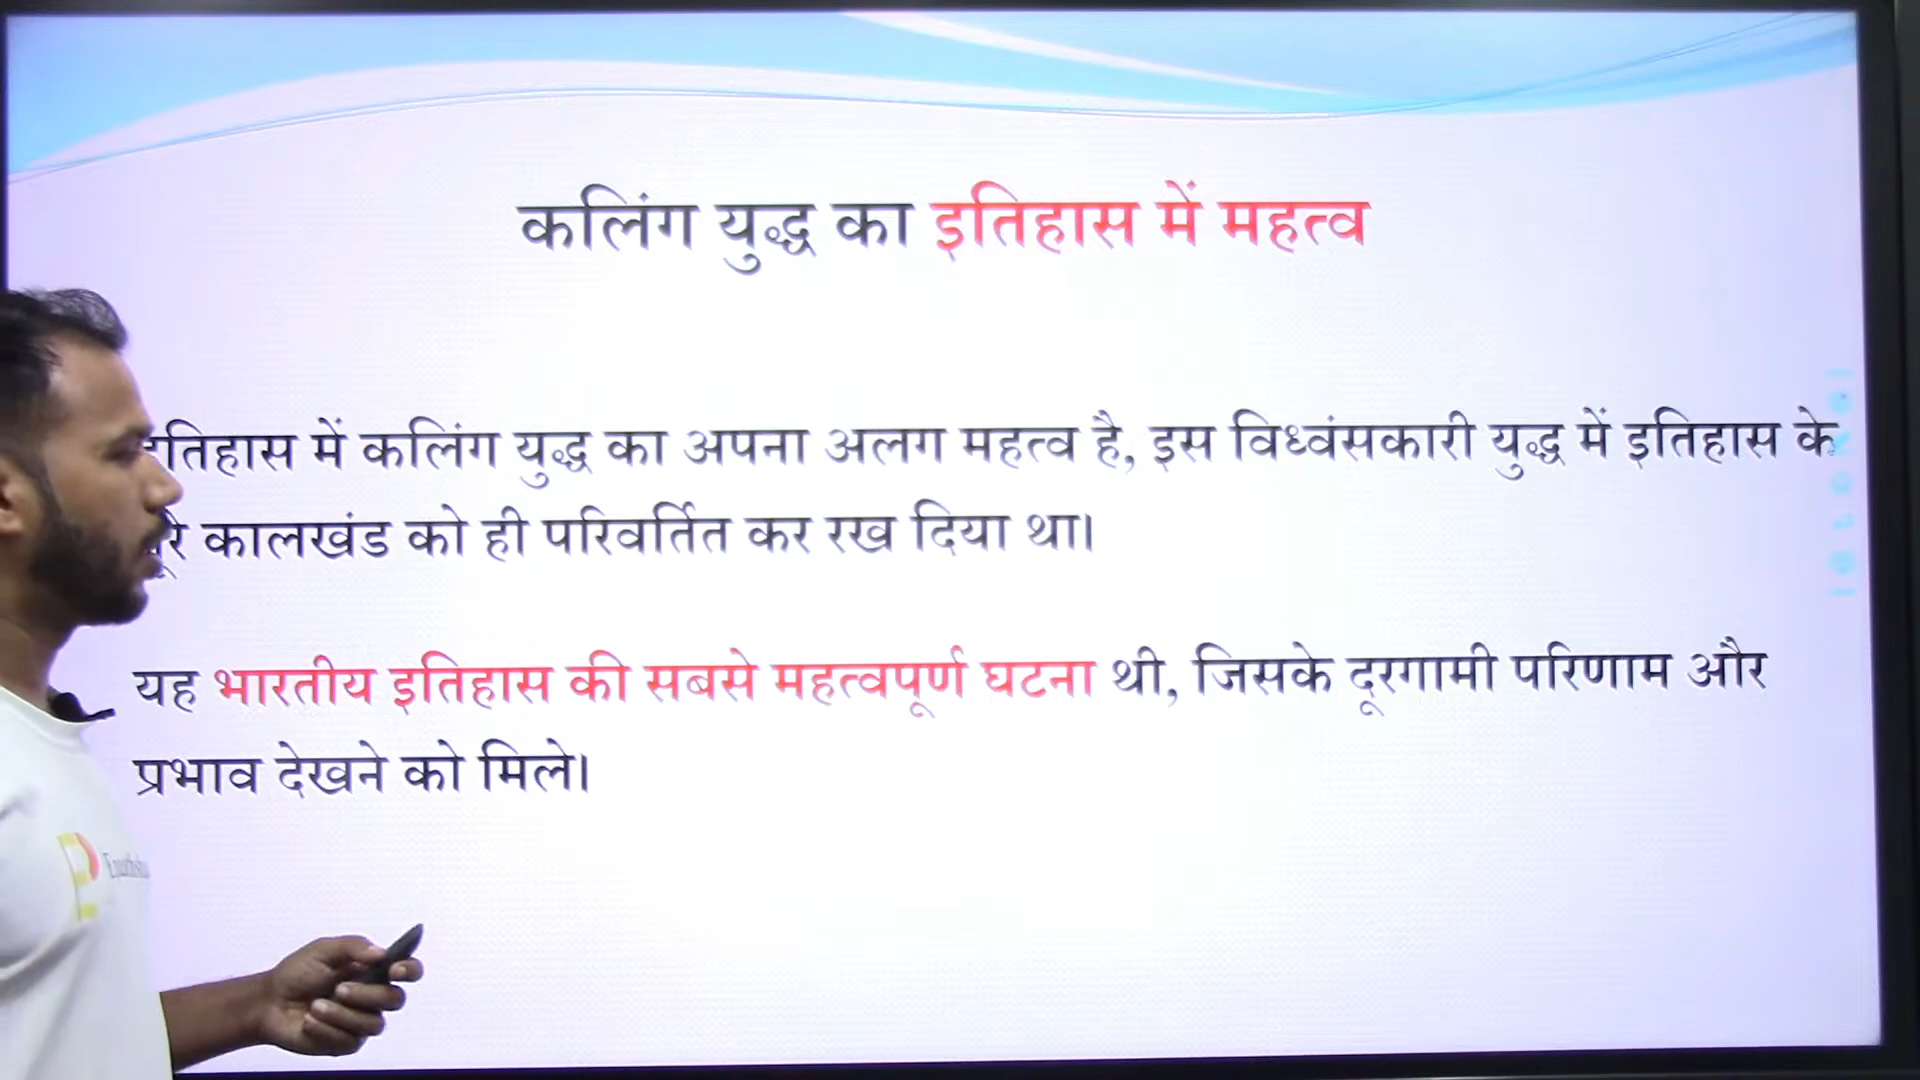 कलिंग युद्ध का इतिहास में महत्व
में कलिंग युद्ध का अपना अलग महत्व है, इस विध्वंसकारी युद्ध में इतिहास के
कालखंड को ही परिवर्तित कर रख दिया था।
यह भारतीय इतिहास की सबसे महत्वपूर्ण घटना थी, जिसके दूरगामी परिणाम और
प्रभाव देखने को मिले।